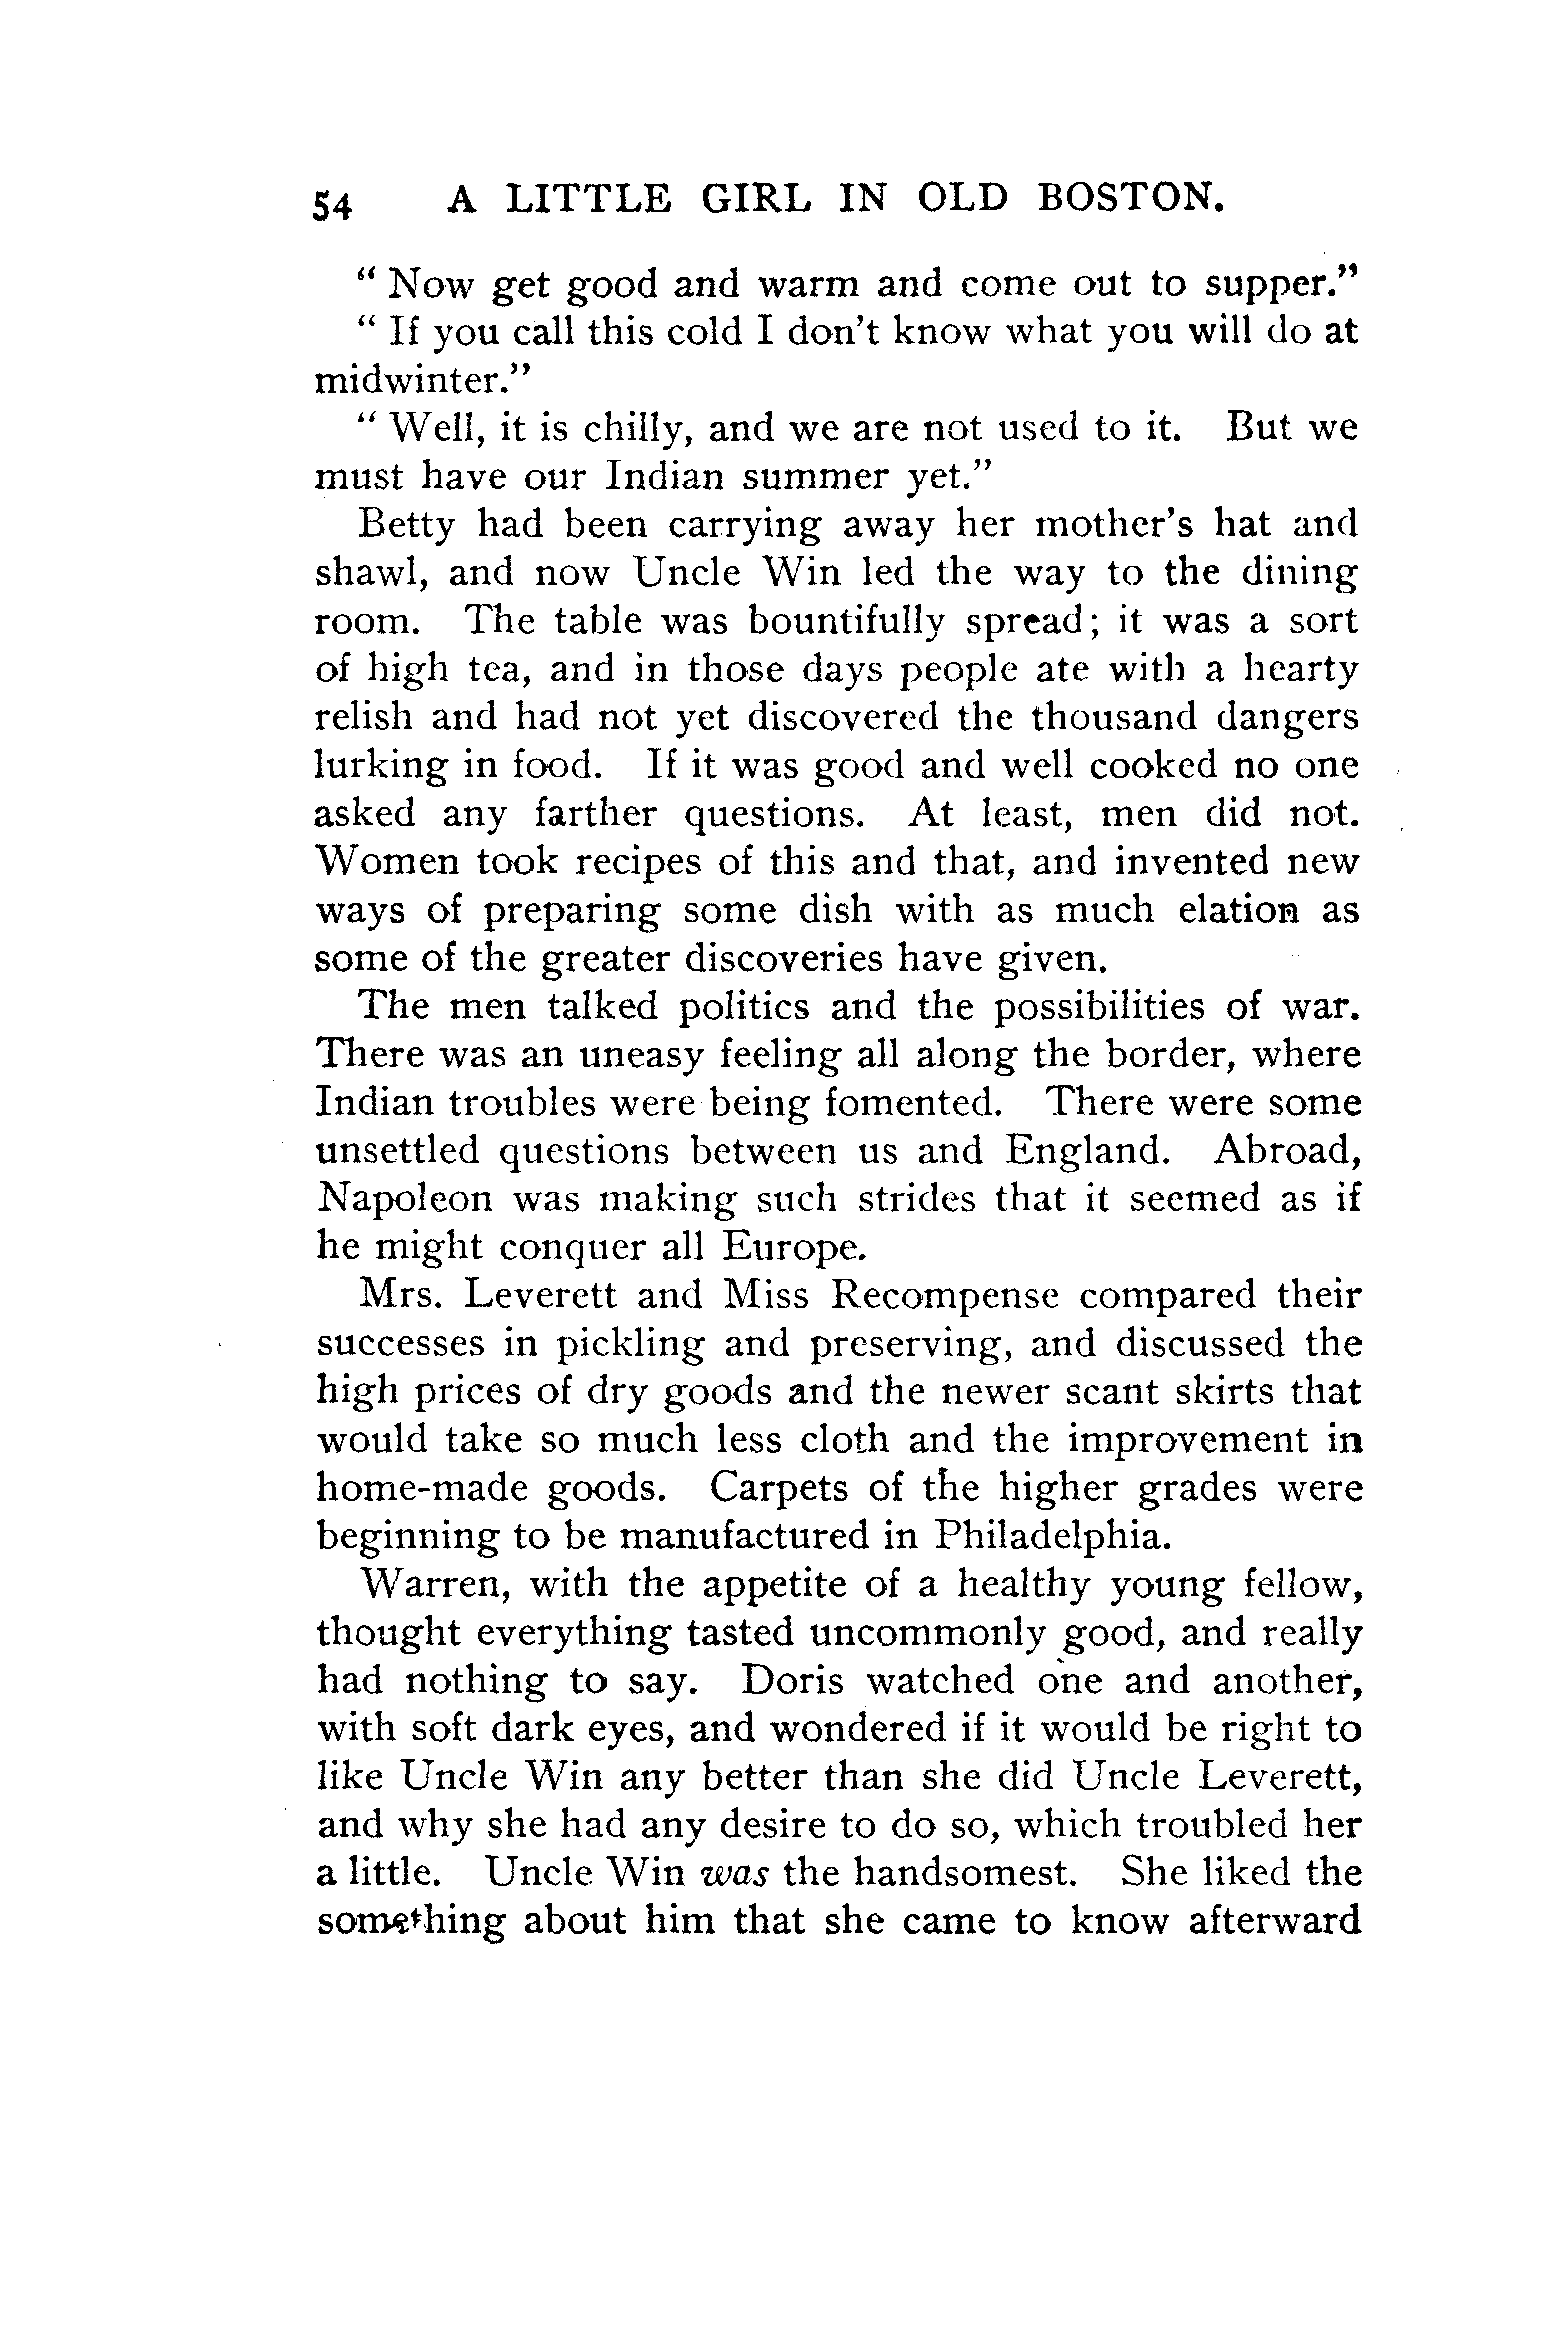 54 A LITTLE GIRL IN OLD BOSTON.
“ Now get good and warm and come out to supper.”
“ If you call this cold I don’t know what you will do at
midwinter.”
“ Well, it is chilly, and we are not used to it. But we
must have our Indian summer yet.”
Betty had been carrying away her mother’s hat and
shawl, and now Uncle Win led the way to the dining
room. The table was bountifully spread; it was a sort
of high tea, and in those days people ate with a hearty
relish and had not yet discovered the thousand dangers
lurking in food. If it was good and well cooked no one
asked any farther questions. At least, men did not.
Women took recipes of this and that, and invented new
ways of preparing some dish with as much elation as
some of the greater discoveries have given.
The men talked politics and the possibilities of war.
There was an uneasy feeling all along the border, where
Indian troubles were being fomented. There were some
unsettled questions between us and England. Abroad,
Napoleon was making such strides that it seemed as if
he might conquer all Europe.
Mrs. Leverett and Miss Recompense compared their
successes in pickling and preserving, and discussed the
high prices of dry goods and the newer scant skirts that
would take so much less cloth and the improvement in
home-made goods. Carpets of the higher grades were
beginning to be manufactured in Philadelphia.
Warren, with the appetite of a healthy young fellow,
thought everything tasted uncommonly good, and really
had nothing to say. Doris watched one and another,
with soft dark eyes, and wondered if it would be right to
like Uncle Win any better than she did Uncle Leverett,
and why she had any desire to do so, which troubled her
a little. Uncle Win was the handsomest. She liked the
something about him that she came to know afterward